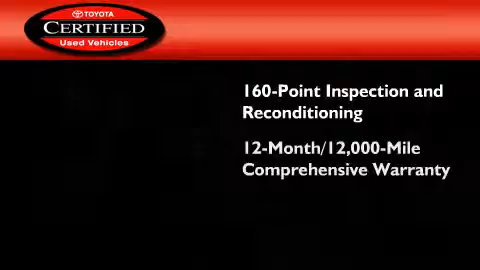 TOYOTA
CERTIFIED
Used Vehicles
160-Point Inspection and
Reconditioning
12-Month/12,000-Mile
Comprehensive Warranty